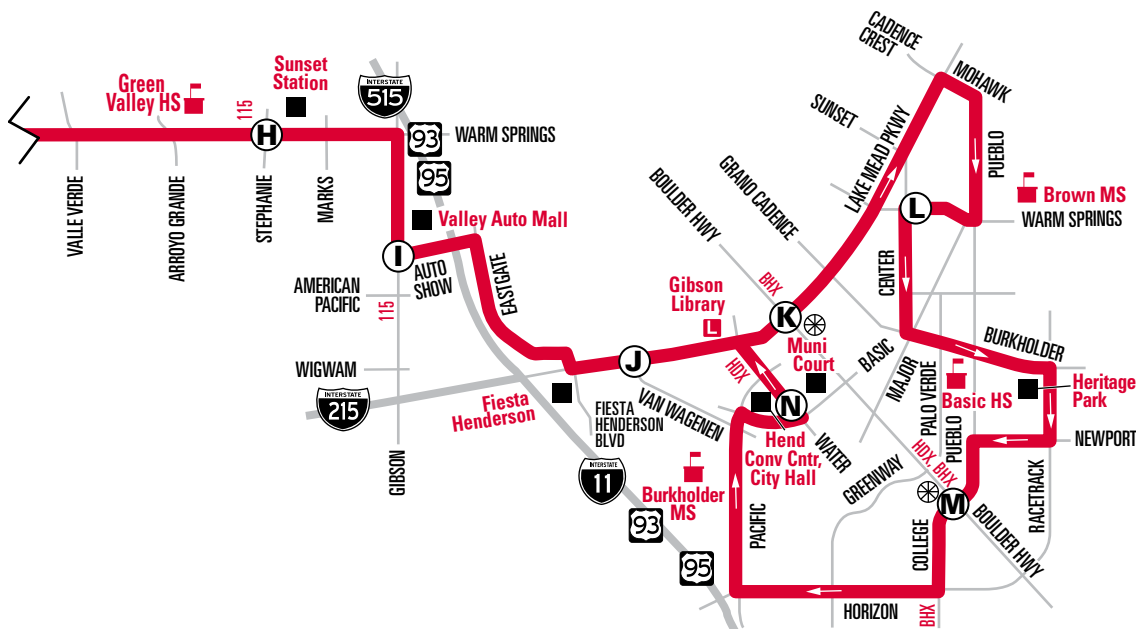 Green
Valley HS
115
Sunset
Station
H
VALLE VERDE
ARROYO GRANDE
STEPHANIE
MARKS
INTERSTATE
515
93
95
WARM SPRINGS
Valley Auto Mall
I
AUTO
SHOW
EASTGATE
AMERICAN
PACIFIC
115
WIGWAM
INTERSTATE
215
GIBSON
Fiesta
Henderson
FIESTA
HENDERSON
BLVD
J
VAN WAGENEN
INTERSTATE
11
93
95
Burkholder
MS
PACIFIC
Gibson
Library
L
HDX
BHX
K
Muni
Court
N
BASIC
WATER
Hend
Conv Cntr,
City Hall
BOULDER HWY
GRAND CADENCE
LAKE MEAD PKWY
SUNSET
CADENCE
CREST
MOHAWK
PUEBLO
Brown MS
L
WARM SPRINGS
CENTER
BURKHOLDER
MAJOR
PALO VERDE
PUEBLO
Basic HS
Heritage
Park
NEWPORT
RACETRACK
GREENWAY
HDX, BHX
M
BOULDER HWY
COLLEGE
HORIZON
BHX